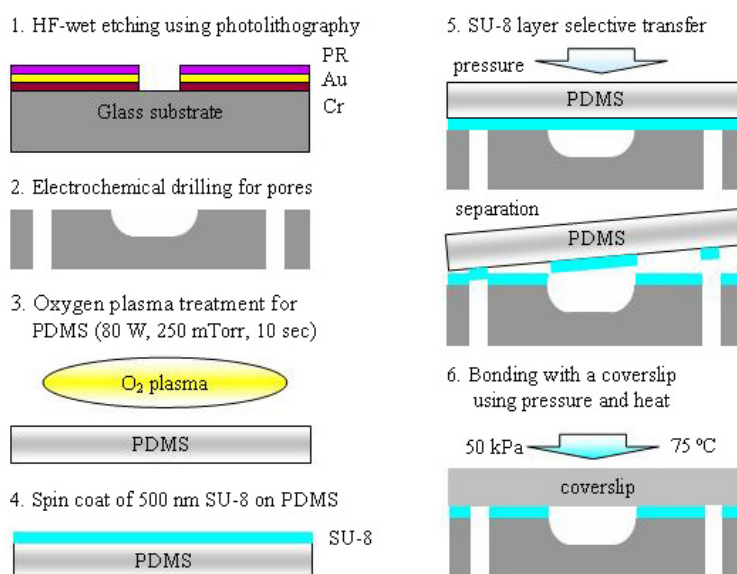 1. HF-wet etching using photolithography
PR
Au
Cr
Glass substrate
2. Electrochemical drilling for pores
3. Oxygen plasma treatment for
PDMS (80 W, 250 mTorr, 10 sec)
O₂ plasma
PDMS
4. Spin coat of 500 nm SU-8 on PDMS
SU-8
PDMS
5. SU-8 layer selective transfer
pressure
PDMS
separation
PDMS
6. Bonding with a coverslip
using pressure and heat
50 kPa 75 ºC
coverslip